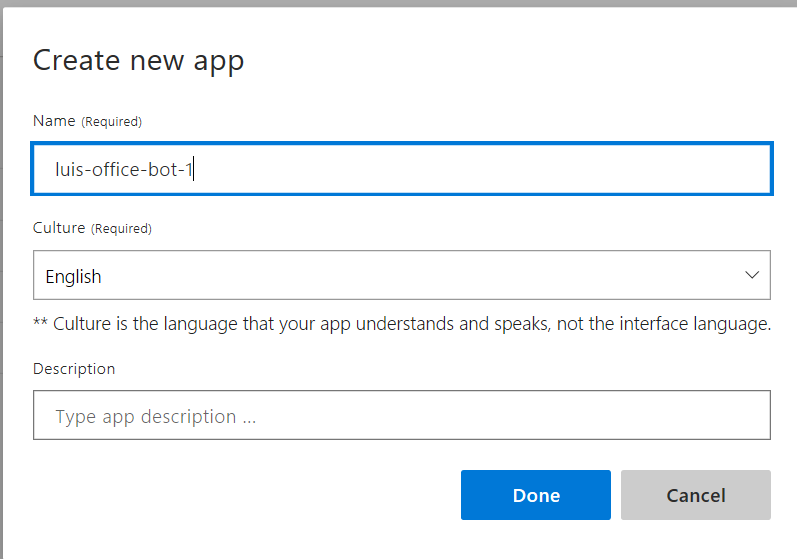 Create new app
Name (Required)
luis-office-bot-1
Culture (Required)
English
** Culture is the language that your app understands and speaks, not the interface language.
Description
Type app description ...
Done
Cancel